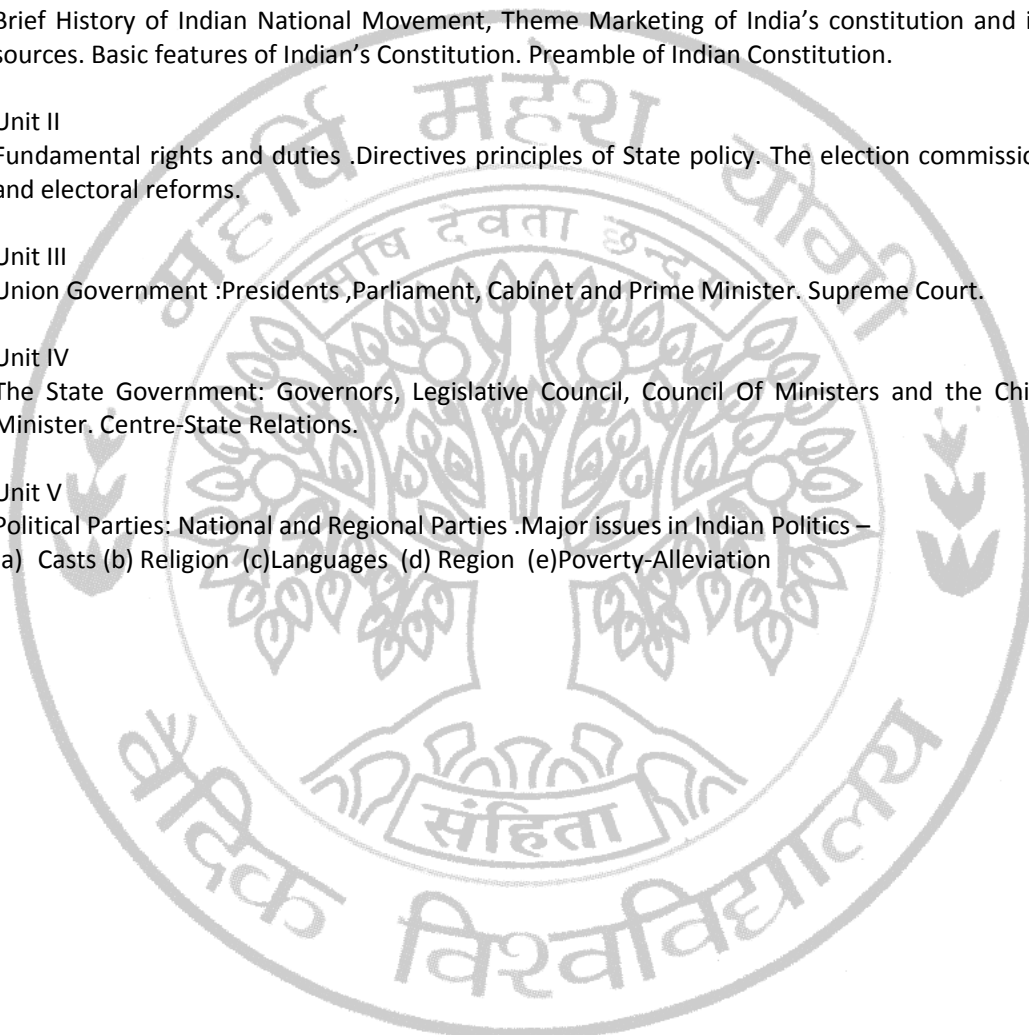 Brief History of Indian National Movement, Theme Marketing of India's constitution and i
sources. Basic features of Indian's Constitution. Preamble of Indian Constitution.
Unit II
Fundamental rights and duties .Directives principles of State policy. The election commissio
and electoral reforms.
Unit III
Union Government :Presidents ,Parliament, Cabinet and Prime Minister. Supreme Court.
Unit IV
The State Government: Governors, Legislative Council, Council Of Ministers and the Chi
Minister. Centre-State Relations.
Unit V
Political Parties: National and Regional Parties .Major issues in Indian Politics –
a) Casts (b) Religion (c)Languages (d) Region (e)Poverty-Alleviation
महर्षि महेश योगी
ऋषि देवता छन्दस्
संहिता
वैदिक विश्वविद्यालय